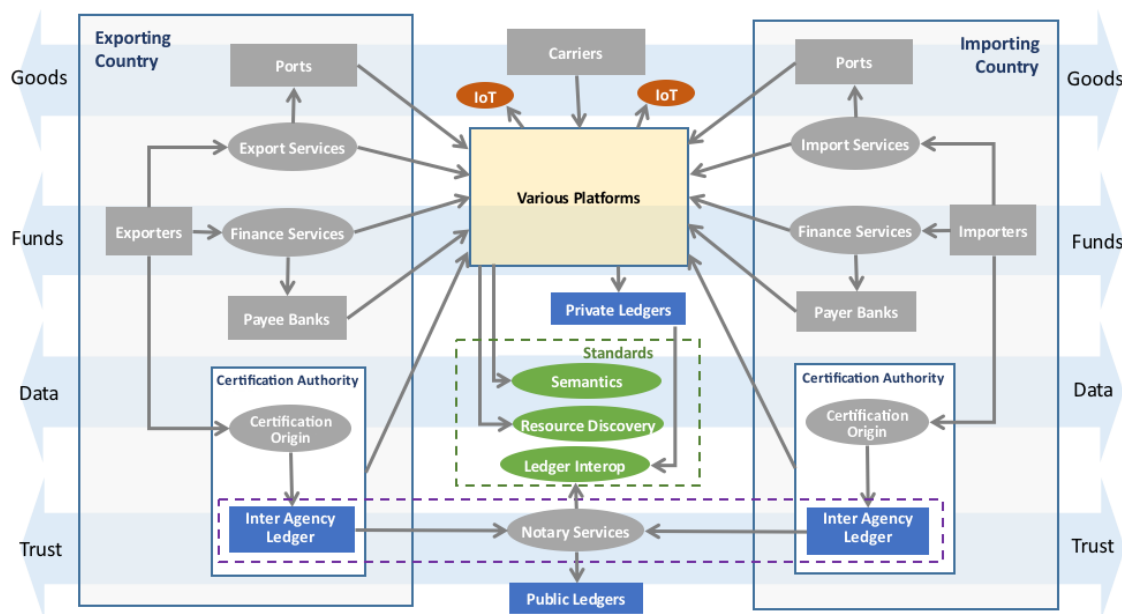 Exporting
Country
Importing
Country
Carriers
Ports
Ports
Goods
Goods
IoT
IoT
Export Services
Import Services
Various Platforms
Funds
Exporters
Finance Services
Finance Services
Importers
Funds
Private Ledgers
Payee Banks
Payer Banks
Standards
Certification Authority
Certification Authority
Semantics
Data
Data
Certification
Origin
Resource Discovery
Certification
Origin
Ledger Interop
Inter Agency
Ledger
Notary Services
Inter Agency
Ledger
Trust
Trust
Public Ledgers